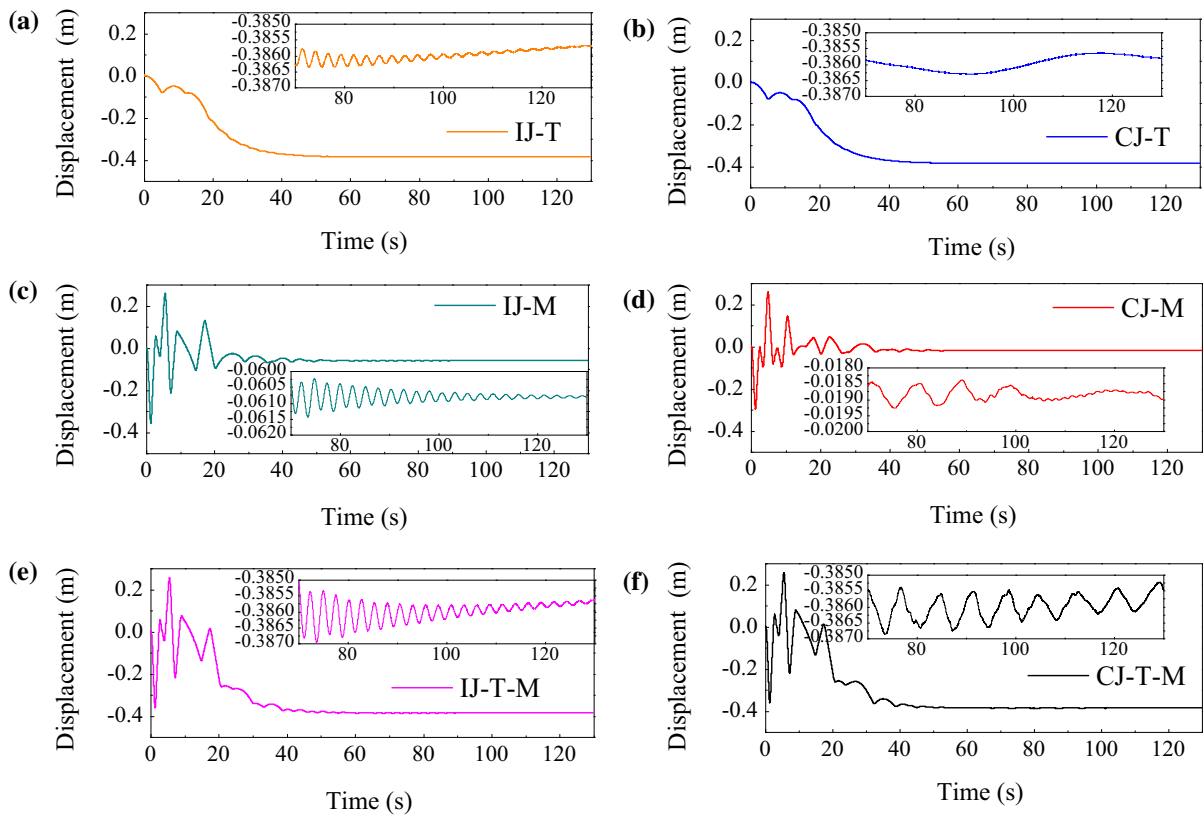 (a)
Displacement (m)
0.2
0.0
-0.2
-0.4
-0.3850
-0.3855
-0.3860
-0.3865
-0.3870
80 100 120
IJ-T
0 20 40 60 80 100 120
Time (s)
(b)
Displacement (m)
0.2
0.0
-0.2
-0.4
-0.3850
-0.3855
-0.3860
-0.3865
-0.3870
80 100 120
CJ-T
0 20 40 60 80 100 120
Time (s)
(c)
Displacement (m)
0.2
0.0
-0.2
-0.4
IJ-M
-0.0600
-0.0605
-0.0610
-0.0615
-0.0620
80 100 120
0 20 40 60 80 100 120
Time (s)
(d)
Displacement (m)
0.2
0.0
-0.2
-0.4
CJ-M
-0.0180
-0.0185
-0.0190
-0.0195
-0.0200
80 100 120
0 20 40 60 80 100 120
Time (s)
(e)
Displacement (m)
0.2
0.0
-0.2
-0.4
-0.3850
-0.3855
-0.3860
-0.3865
-0.3870
80 100 120
IJ-T-M
0 20 40 60 80 100 120
Time (s)
(f)
Displacement (m)
0.2
0.0
-0.2
-0.4
-0.3850
-0.3855
-0.3860
-0.3865
-0.3870
80 100 120
CJ-T-M
0 20 40 60 80 100 120
Time (s)